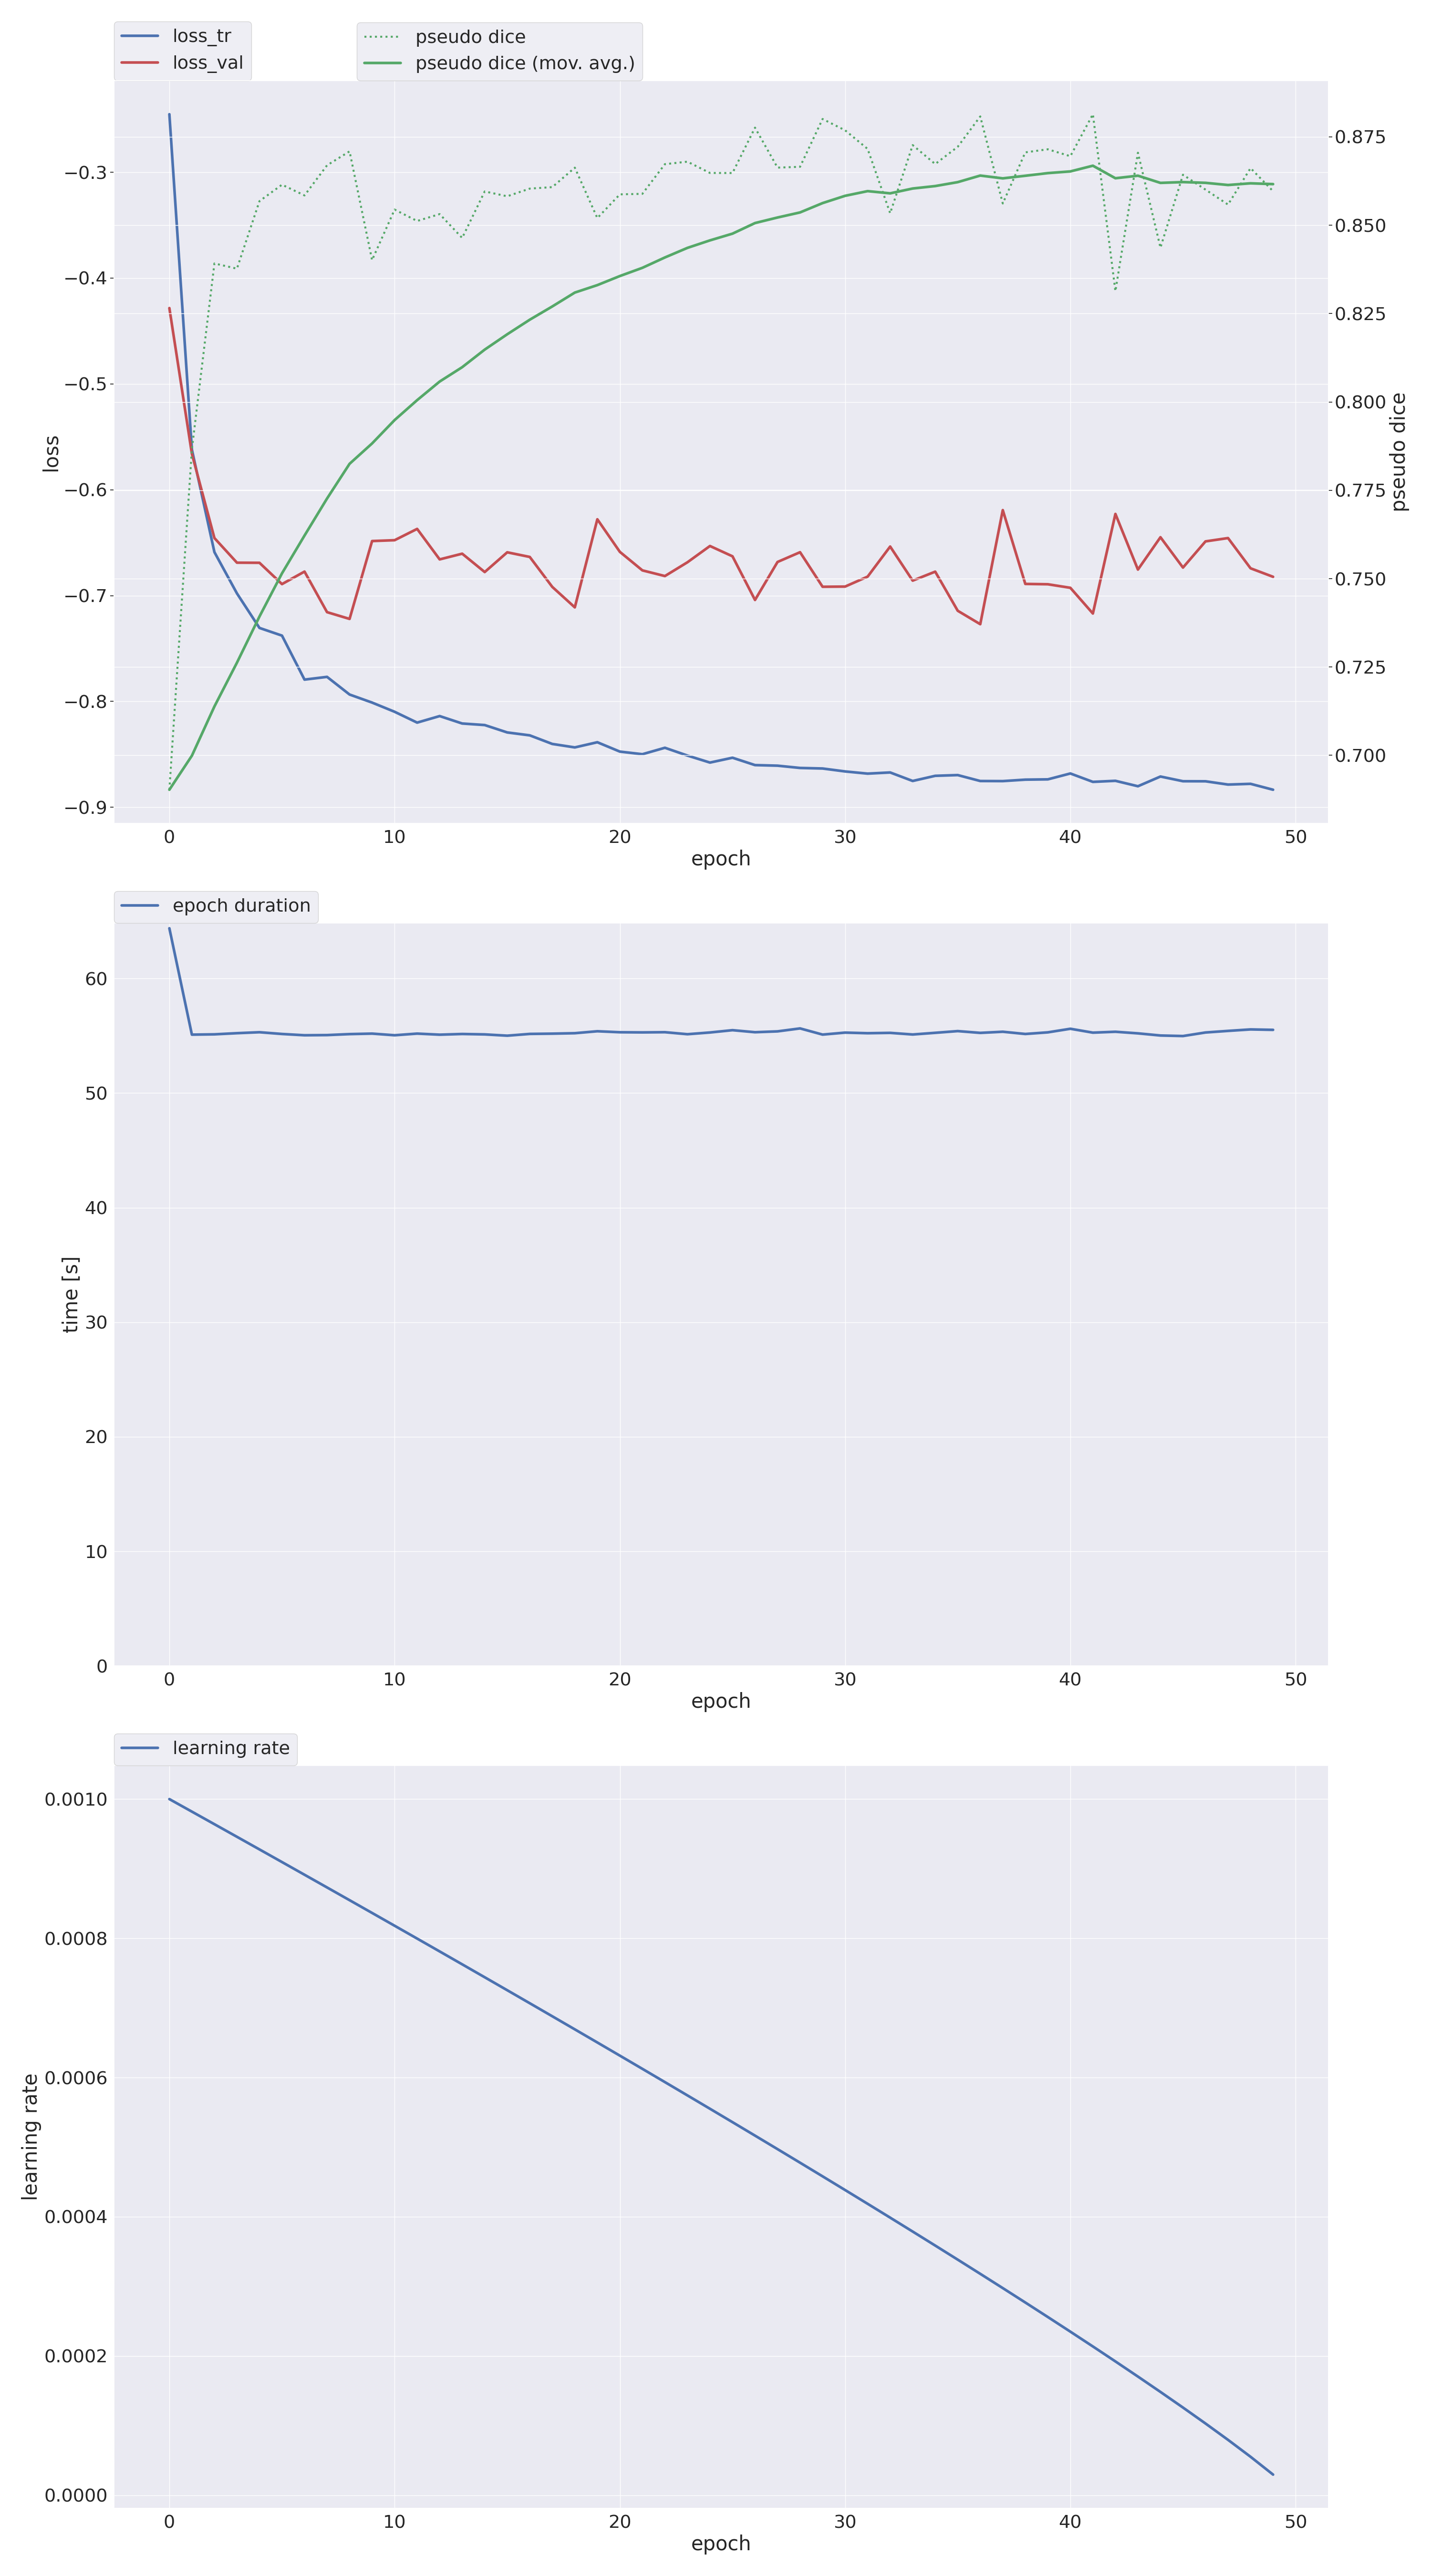 loss_tr
loss_val
pseudo dice
pseudo dice (mov. avg.)
−0.3
−0.4
−0.5
−0.6
−0.7
−0.8
−0.9
loss
0.875
0.850
0.825
0.800
0.775
0.750
0.725
0.700
pseudo dice
0 10 20 30 40 50
epoch
epoch duration
60
50
40
30
20
10
0
time [s]
0 10 20 30 40 50
epoch
learning rate
0.0010
0.0008
0.0006
0.0004
0.0002
0.0000
learning rate
0 10 20 30 40 50
epoch